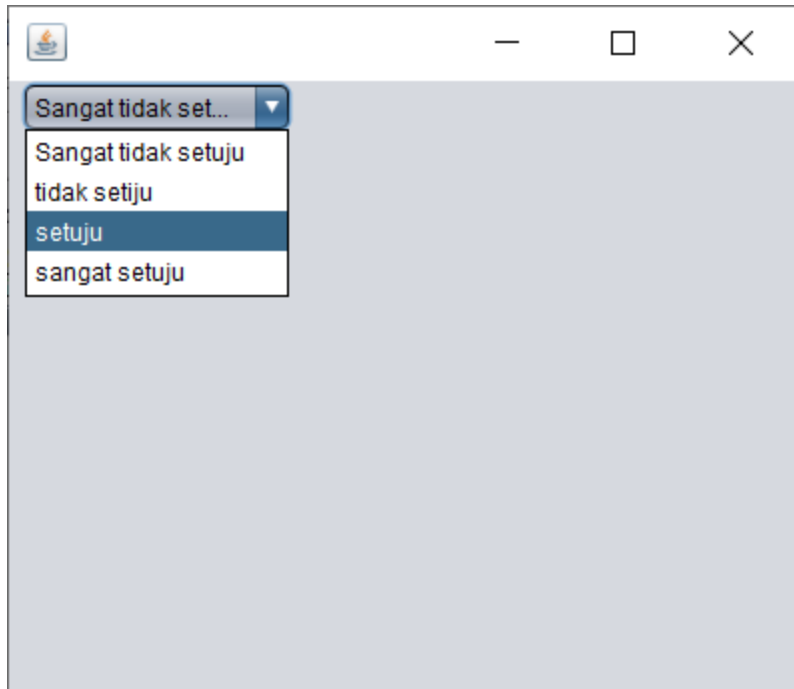 Sangat tidak set...
Sangat tidak setuju
tidak setiju
setuju
sangat setuju